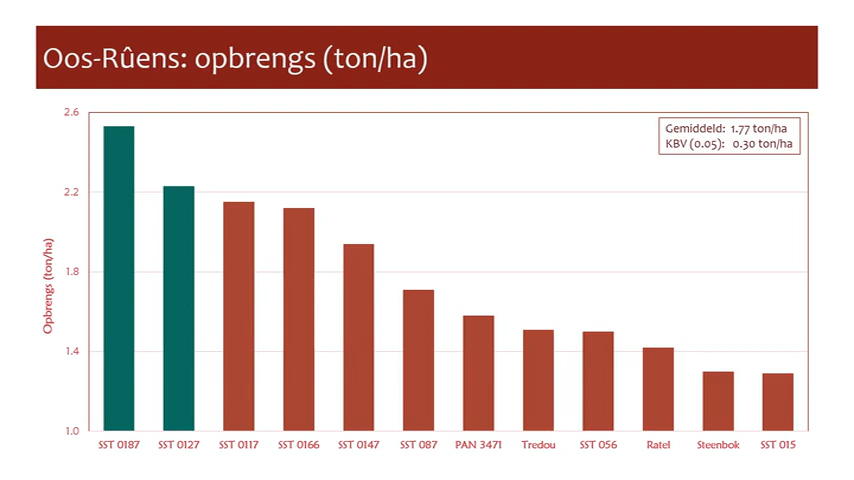 Oos-Rûens: opbrengs (ton/ha)
2.6
Gemiddeld: 1.77 ton/ha
KBV (0.05): 0.30 ton/ha
2.2
1.8
1.4
1.0
Opbrengs (ton/ha)
SST 0187 SST 0127 SST 0117 SST 0166 SST 0147 SST 087 PAN 3471 Tredou SST 056 Ratel Steenbok SST 015